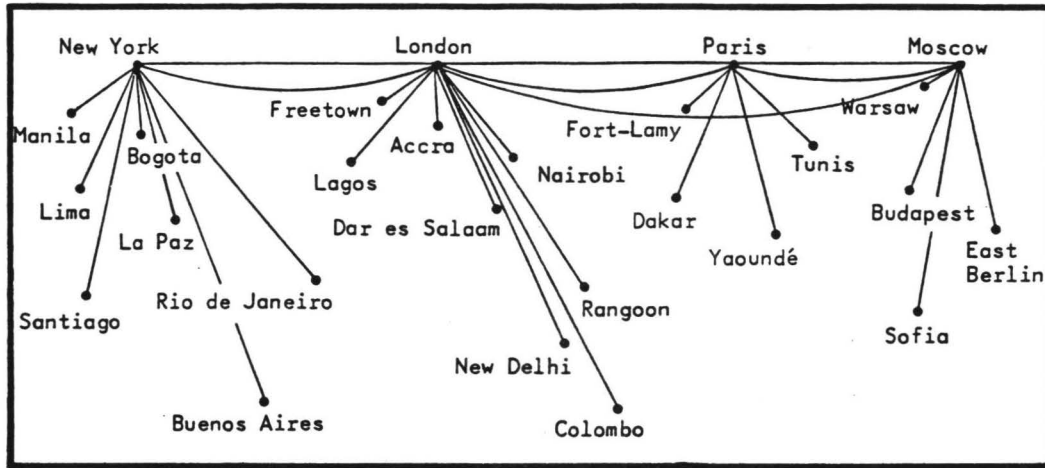 New York
London
Paris
Moscow
Manila
Bogota
Lima
La Paz
Santiago
Rio de Janeiro
Buenos Aires
Freetown
Accra
Lagos
Nairobi
Dar es Salaam
Rangoon
New Delhi
Colombo
Fort-Lamy
Tunis
Dakar
Yaoundé
Warsaw
Budapest
East
Berlin
Sofia